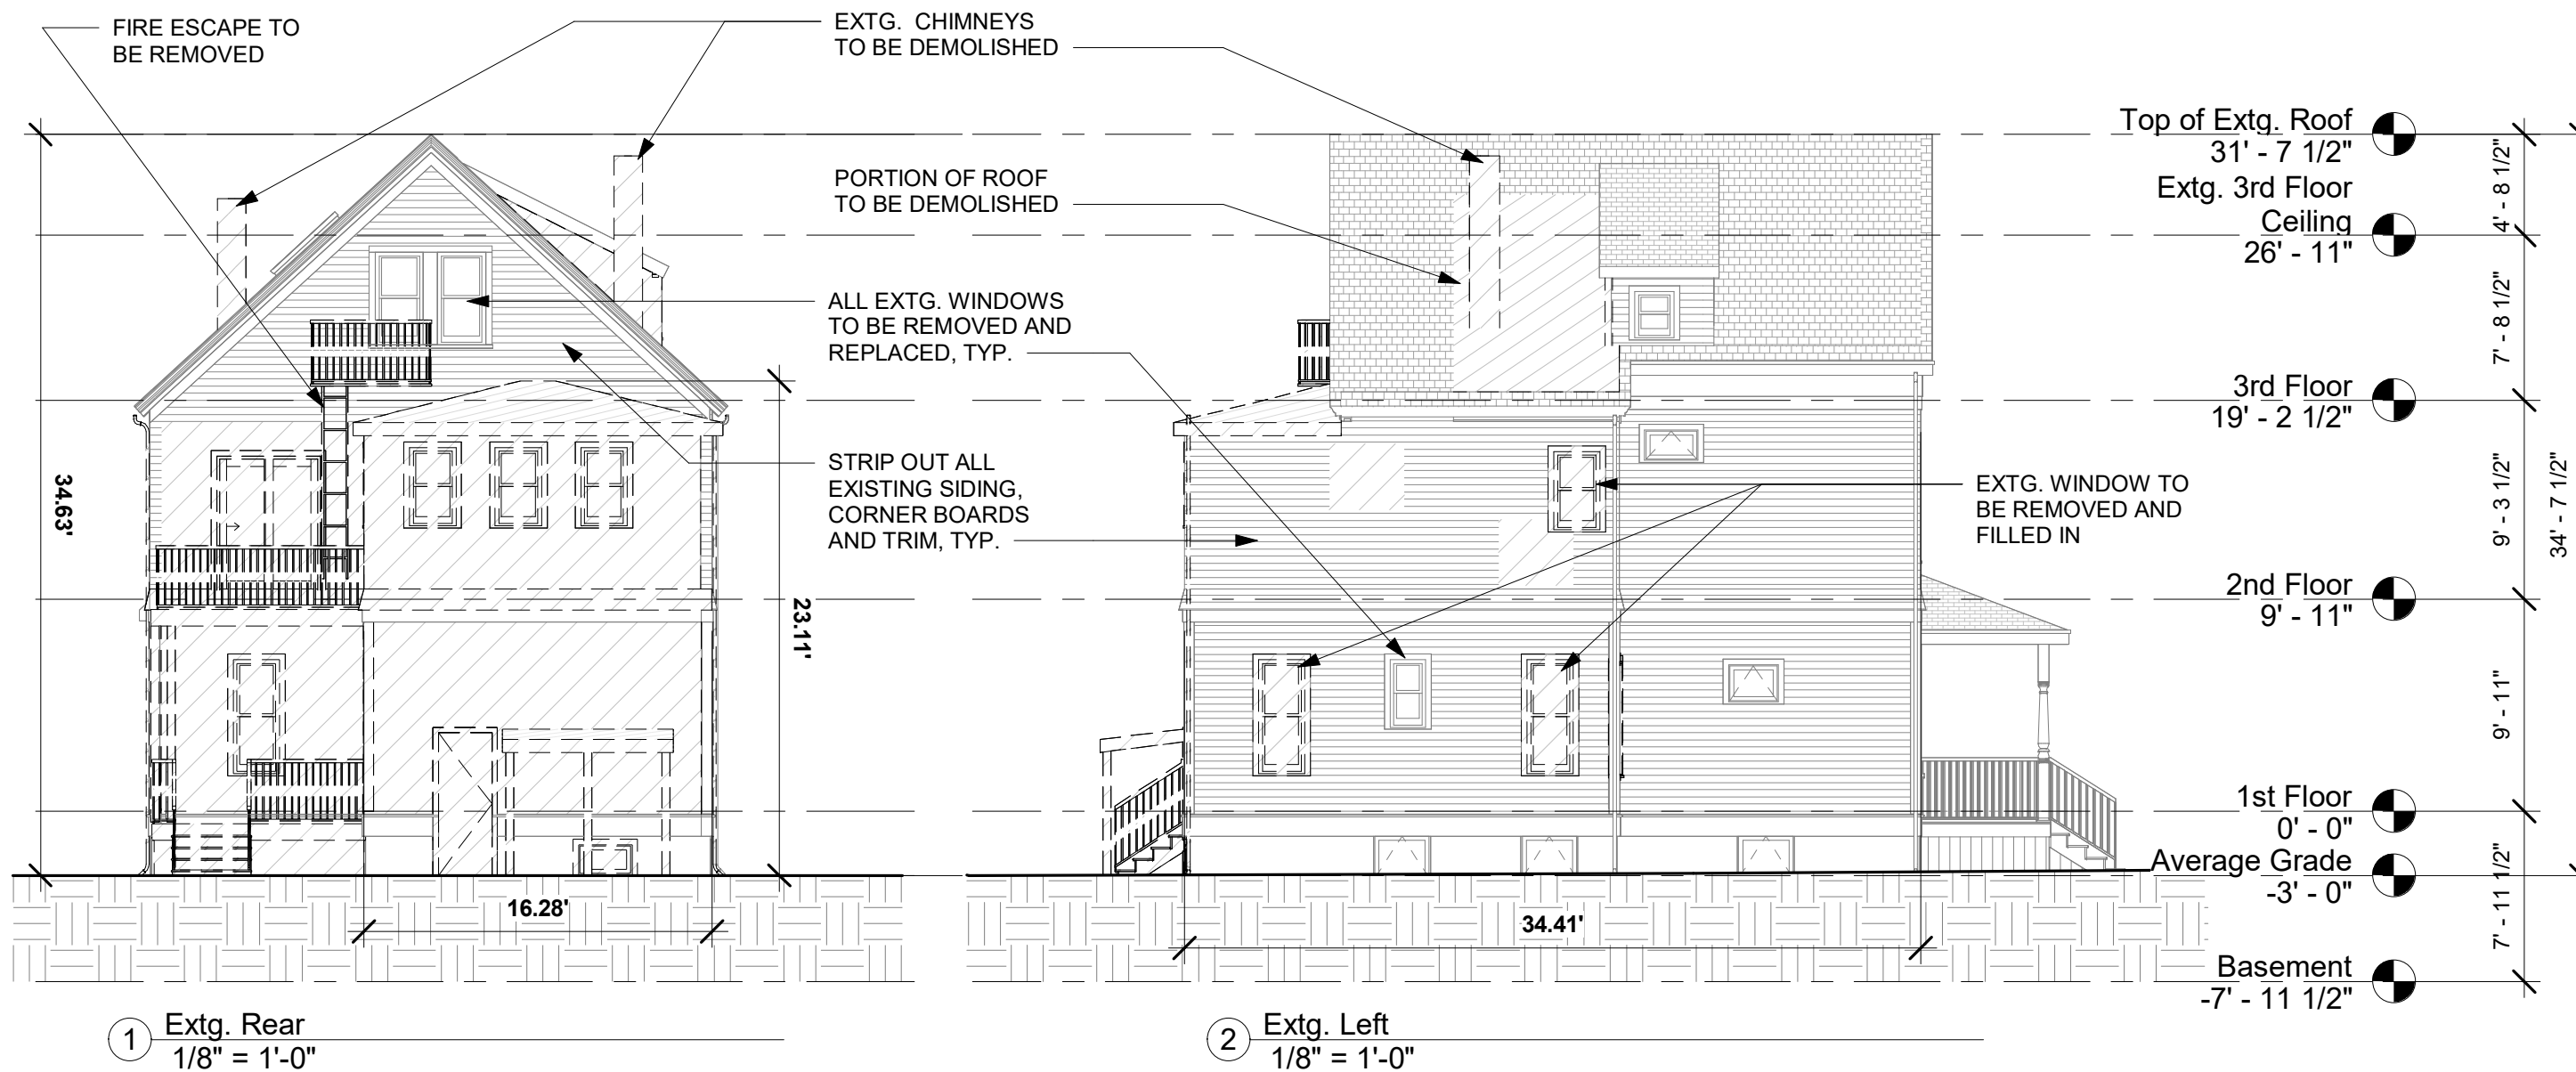 FIRE ESCAPE TO
BE REMOVED
EXTG. CHIMNEYS
TO BE DEMOLISHED
PORTION OF ROOF
TO BE DEMOLISHED
ALL EXTG. WINDOWS
TO BE REMOVED AND
REPLACED, TYP.
STRIP OUT ALL
EXISTING SIDING,
CORNER BOARDS
AND TRIM, TYP.
EXTG. WINDOW TO
BE REMOVED AND
FILLED IN
34.63'
23.11'
16.28'
34.41'
Top of Extg. Roof
31' - 7 1/2"
Extg. 3rd Floor
Ceiling
26' - 11"
3rd Floor
19' - 2 1/2"
2nd Floor
9' - 11"
1st Floor
0' - 0"
Average Grade
-3' - 0"
Basement
-7' - 11 1/2"
4' - 8 1/2"
7' - 8 1/2"
9' - 3 1/2"
9' - 11"
7' - 11 1/2"
34' - 7 1/2"
1 Extg. Rear
1/8" = 1'-0"
2 Extg. Left
1/8" = 1'-0"